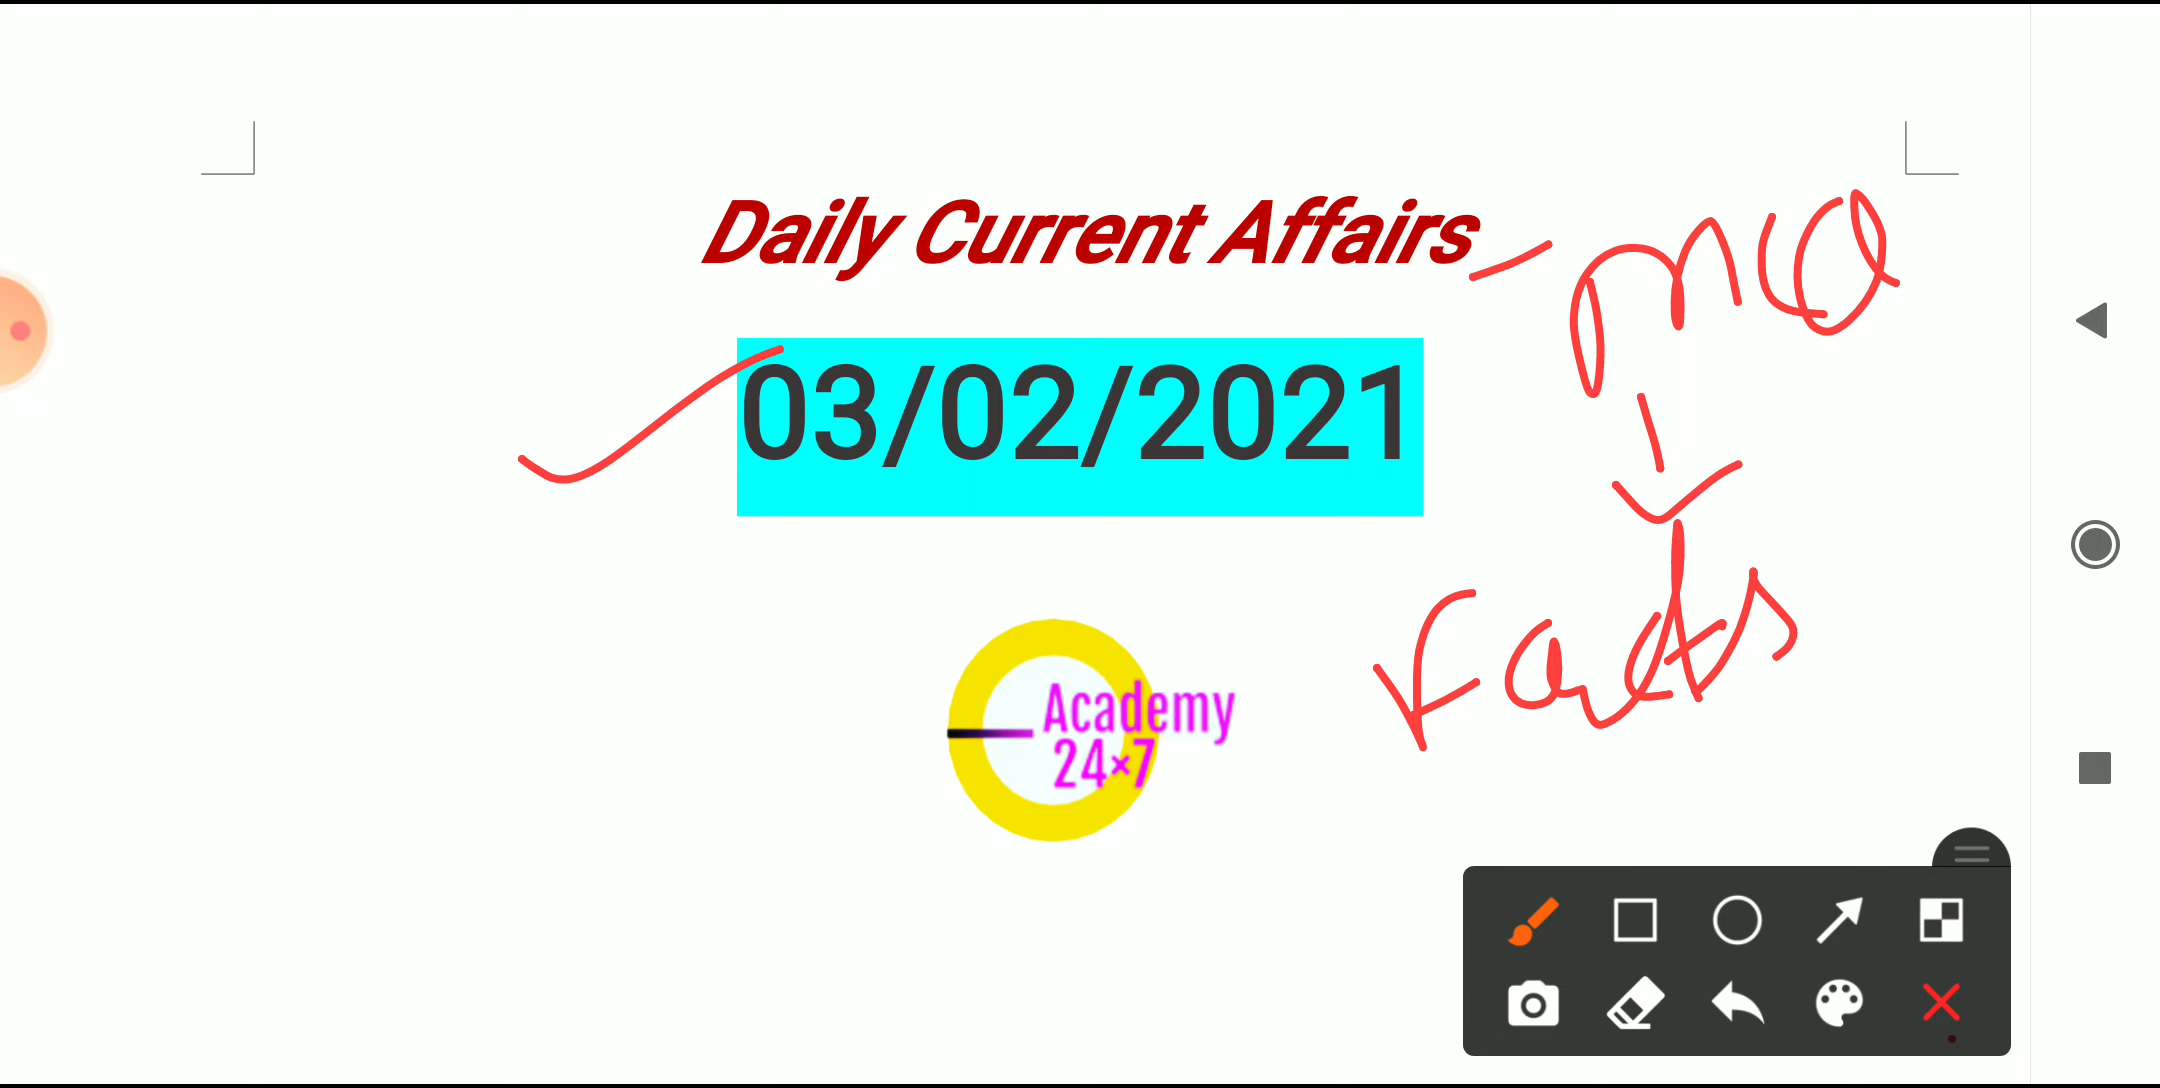 Daily Current Affairs - MCQ
03/02/2021
Facts
Academy
24×7